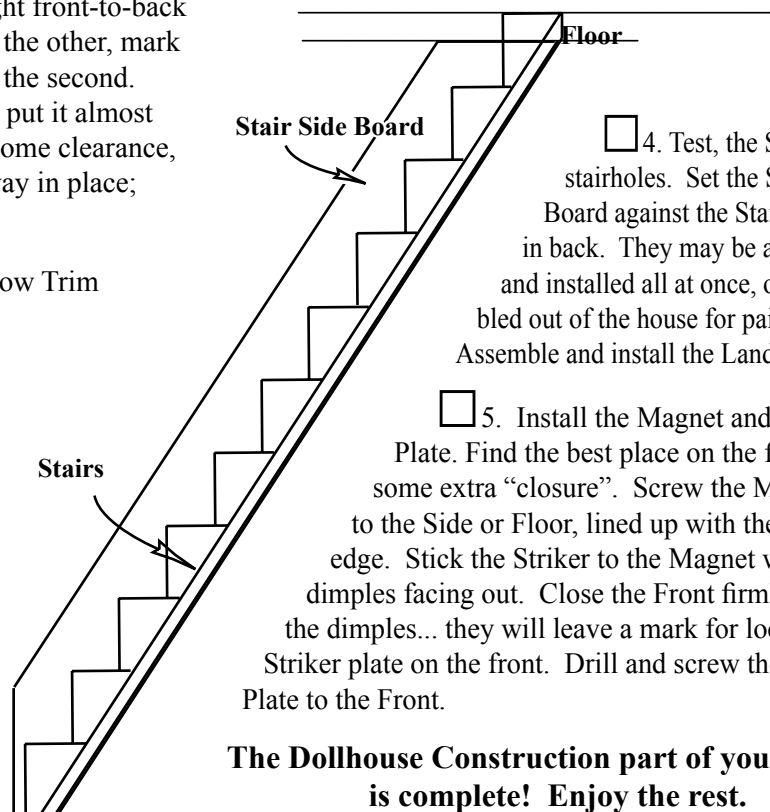 ght front-to-back
the other, mark
the second.
put it almost
ome clearance,
ay in place;
ow Trim
Floor
Stair Side Board
Stairs
4. Test, the S
stairholes. Set the S
Board against the Stai
in back. They may be a
and installed all at once, o
bled out of the house for pai
Assemble and install the Land
5. Install the Magnet and
Plate. Find the best place on the f
some extra “closure”. Screw the M
to the Side or Floor, lined up with the
edge. Stick the Striker to the Magnet w
dimples facing out. Close the Front firm
the dimples... they will leave a mark for loc
Striker plate on the front. Drill and screw the
Plate to the Front.
The Dollhouse Construction part of you
is complete! Enjoy the rest.